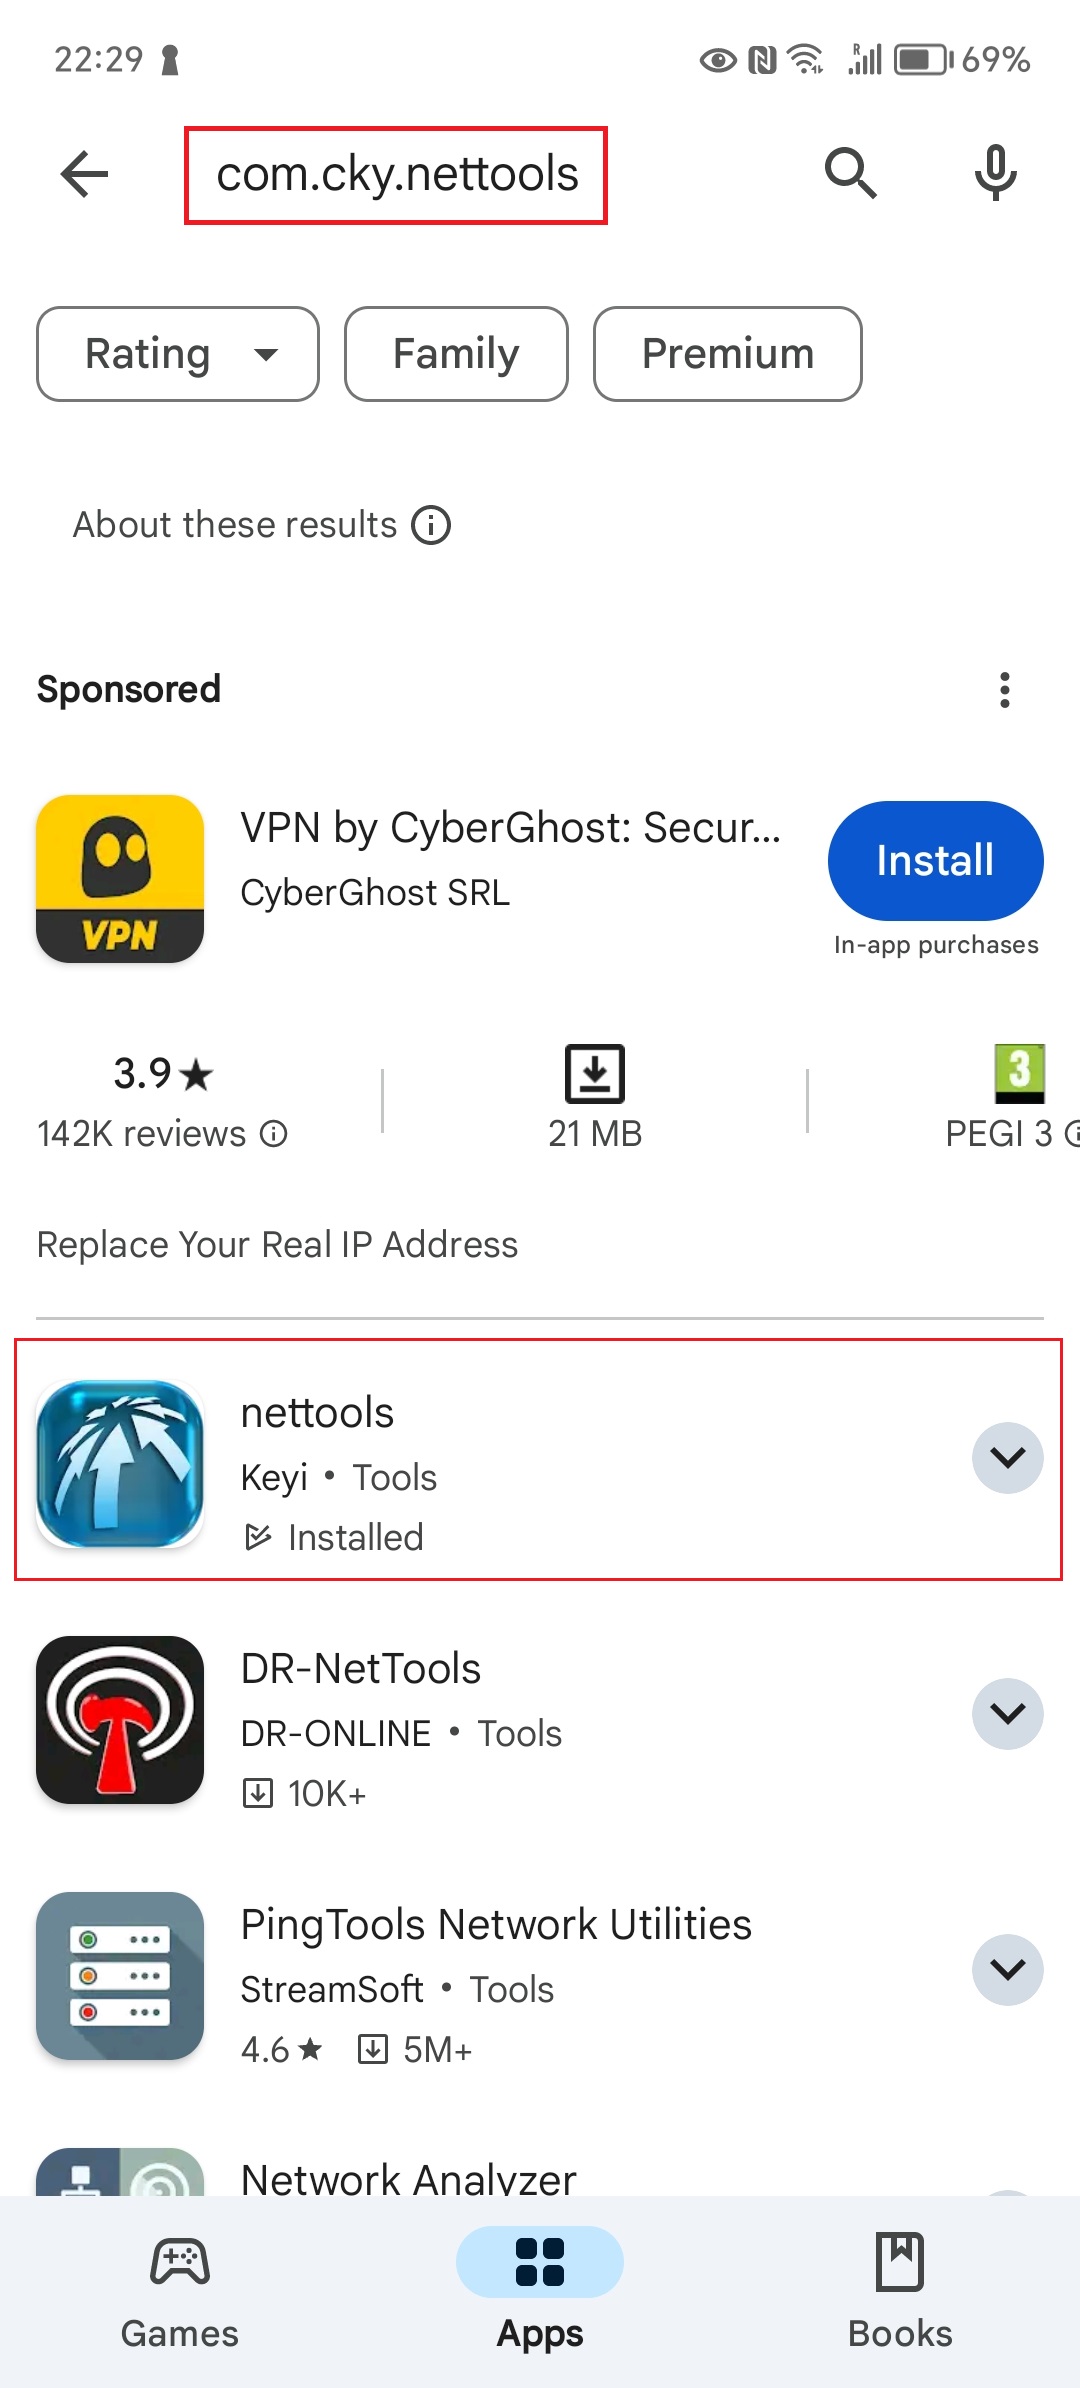 22:29
69%
com.cky.nettools
Rating
Family
Premium
About these results
Sponsored
VPN
VPN by CyberGhost: Secur...
CyberGhost SRL
Install
In-app purchases
3.9★
142K reviews
21 MB
3
PEGI 3
Replace Your Real IP Address
nettools
Keyi • Tools
Installed
DR-NetTools
DR-ONLINE • Tools
10K+
PingTools Network Utilities
StreamSoft • Tools
4.6★ 5M+
Network Analyzer
Games
Apps
Books